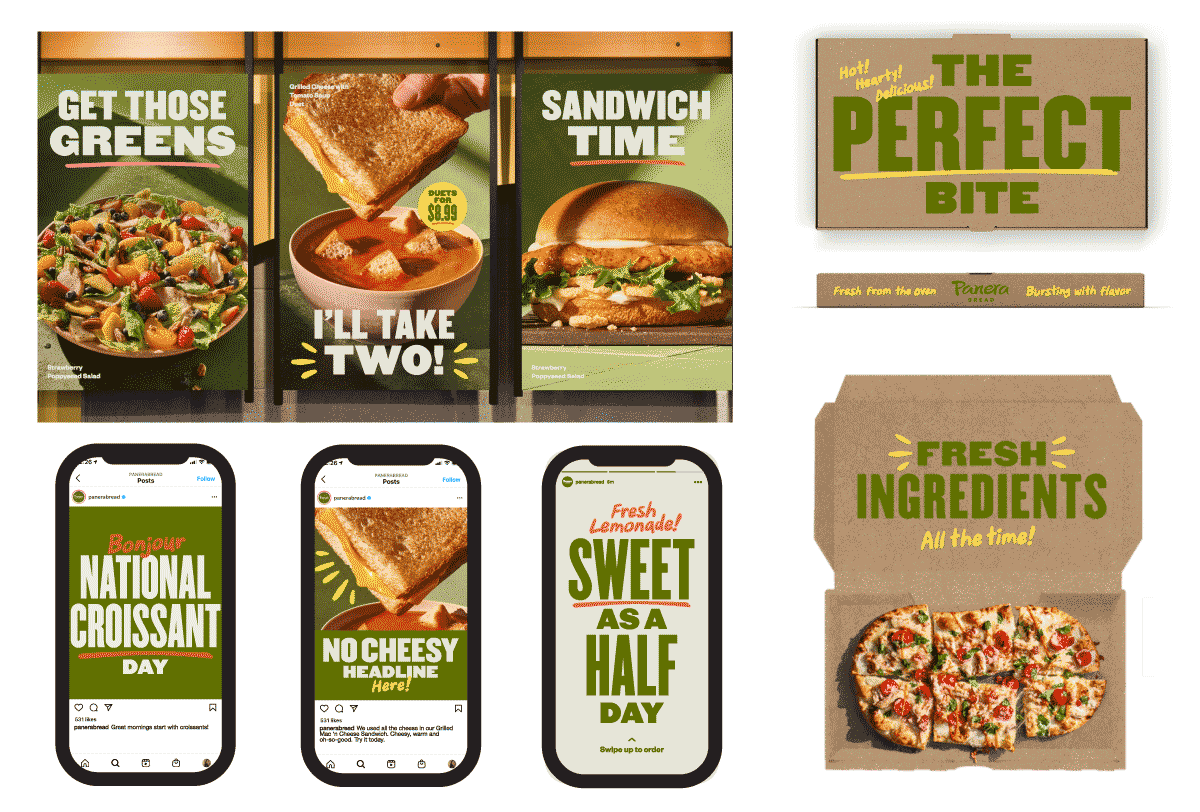 GET THOSE
GREENS
Strawberry
Poppyseed Salad
Grilled Cheese with
Tomato Soup
Duet
DUETS
FOR
$8.99
I'LL TAKE
TWO!
SANDWICH
TIME
Strawberry
Poppyseed Salad
Hot!
Hearty!
Delicious!
THE
PERFECT
BITE
Fresh from the oven
Panera
BREAD
Bursting with flavor
FRESH
INGREDIENTS
All the time!
:26
PANERABREAD
Posts
Follow
panerabread
Bonjour
NATIONAL
CROISSANT
DAY
531 likes
panerabread Great mornings start with croissants!
:26
PANERABREAD
Posts
Follow
panerabread
NO CHEESY
HEADLINE
Here!
531 likes
panerabread We used all the cheese in our Grilled
Mac 'n Cheese Sandwich. Cheesy, warm and
oh-so-good. Try it today.
panerabread 6m
Fresh
Lemonade!
SWEET
AS A
HALF
DAY
Swipe up to order